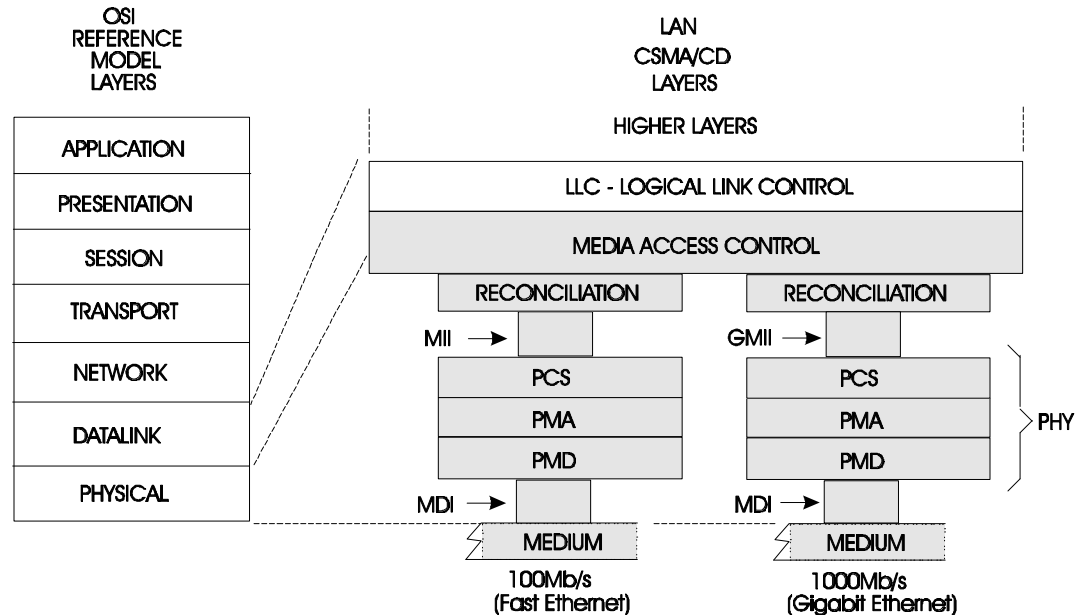 OSI
REFERENCE
MODEL
LAYERS
APPLICATION
PRESENTATION
SESSION
TRANSPORT
NETWORK
DATALINK
PHYSICAL
LAN
CSMA/CD
LAYERS
HIGHER LAYERS
LLC - LOGICAL LINK CONTROL
MEDIA ACCESS CONTROL
RECONCILIATION
MII
PCS
PMA
PMD
MDI
MEDIUM
100Mb/s
(Fast Ethernet)
RECONCILIATION
GMII
PCS
PMA
PMD
PHY
MDI
MEDIUM
1000Mb/s
(Gigabit Ethernet)